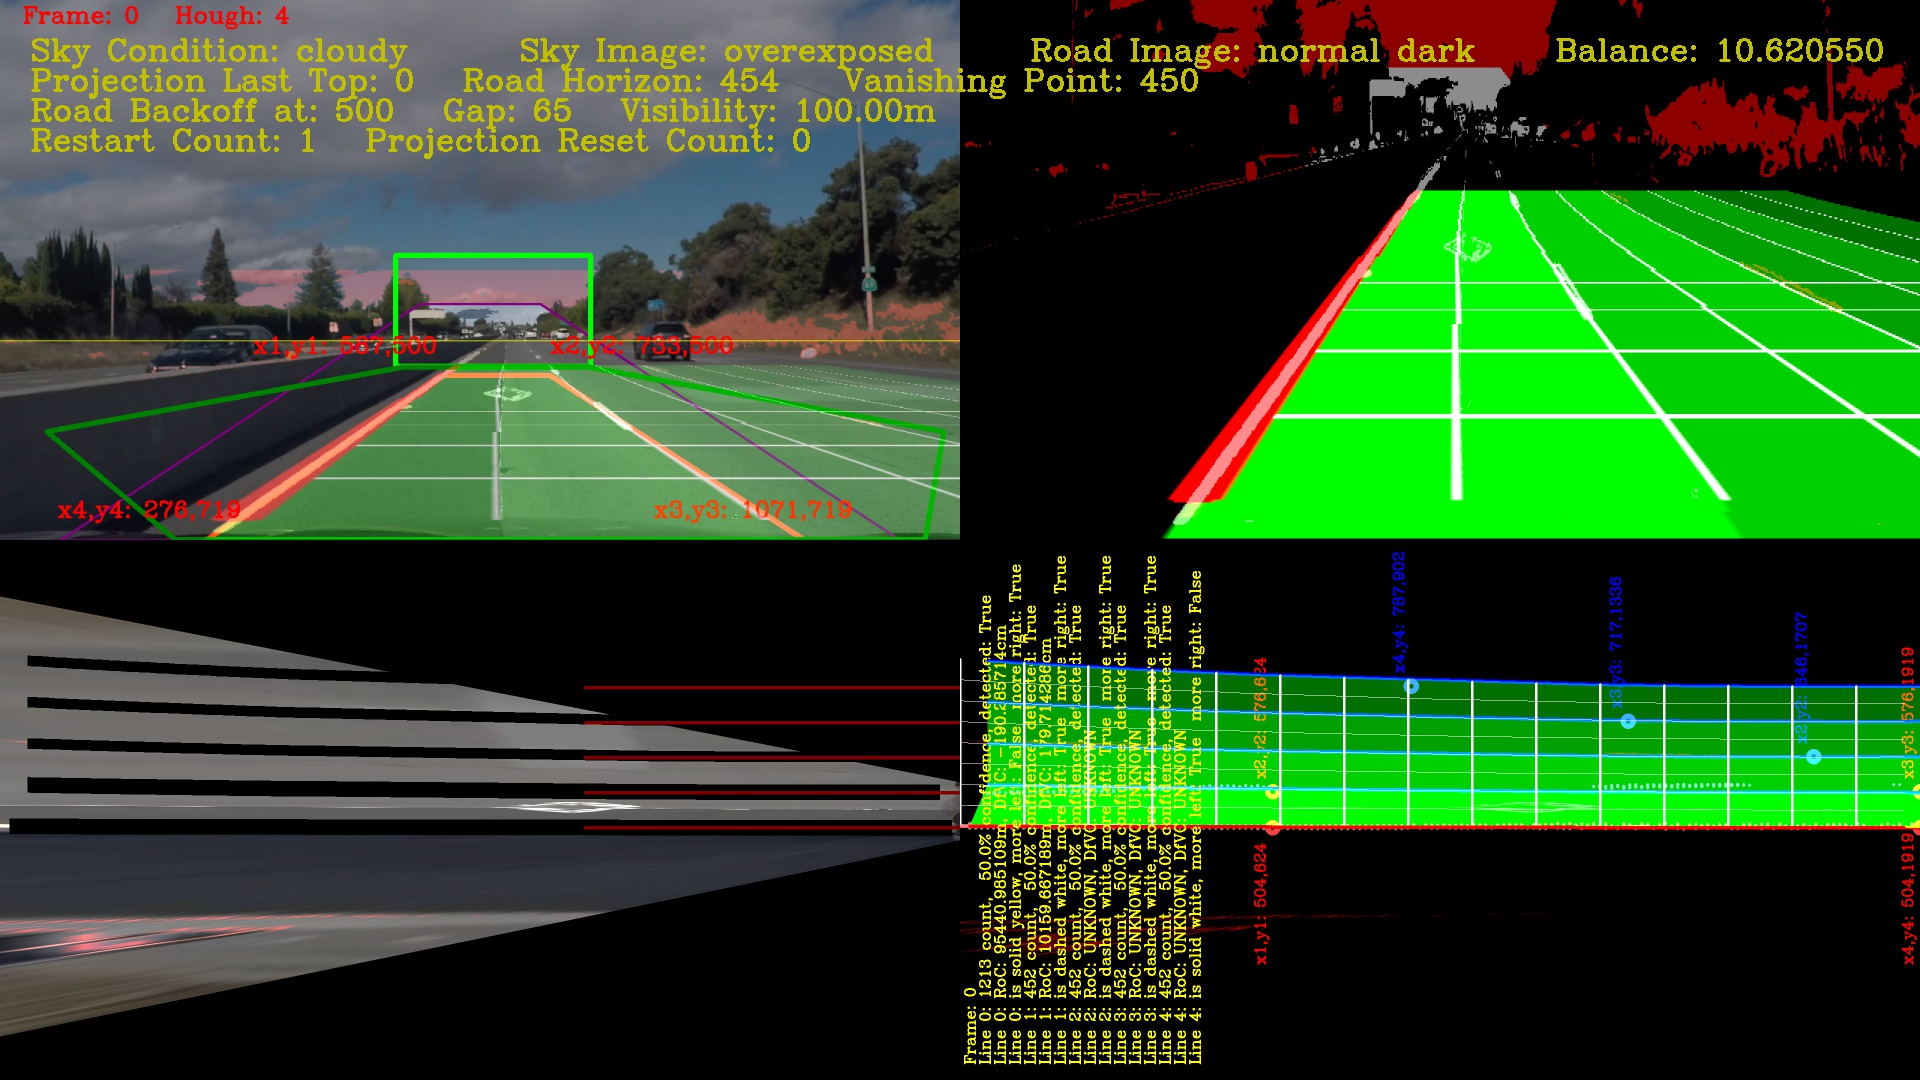 Frame: 0 Hough: 4
Sky Condition: cloudy Sky Image: overexposed Road Image: normal dark Balance: 10.620550
Projection Last Top: 0 Road Horizon: 454 Vanishing Point: 450
Road Backoff at: 500 Gap: 65 Visibility: 100.00m
Restart Count: 1 Projection Reset Count: 0
x1,y1: 587,500 x2,y2: 733,500
x4,y4: 276,719 x3,y3: 1071,719
Frame: 0
Line 0: 1213 count, 50.0% confidence, detected: True
Line 0: RoC: 95440.985109m, DfVC: -190.285714cm
Line 0: is solid yellow, more left: False, more right: True
Line 1: 452 count, 50.0% confidence, detected: True
Line 1: RoC: 10159.667189m, DfVC: 179.714286cm
Line 1: is dashed white, more left: True, more right: True
Line 2: 452 count, 50.0% confidence, detected: True
Line 2: RoC: UNKNOWN, DfVC: UNKNOWN
Line 2: is dashed white, more left: True, more right: True
Line 3: 452 count, 50.0% confidence, detected: True
Line 3: RoC: UNKNOWN, DfVC: UNKNOWN
Line 3: is dashed white, more left: True, more right: True
Line 4: 452 count, 50.0% confidence, detected: True
Line 4: RoC: UNKNOWN, DfVC: UNKNOWN
Line 4: is solid white, more left: True more right: False
x1,y1: 504,624
x2,y2: 576,624
x4,y4: 787,902
x3,y3: 717,1336
x2,y2: 646,1707
x3,y3: 576,1919
x4,y4: 504,1919